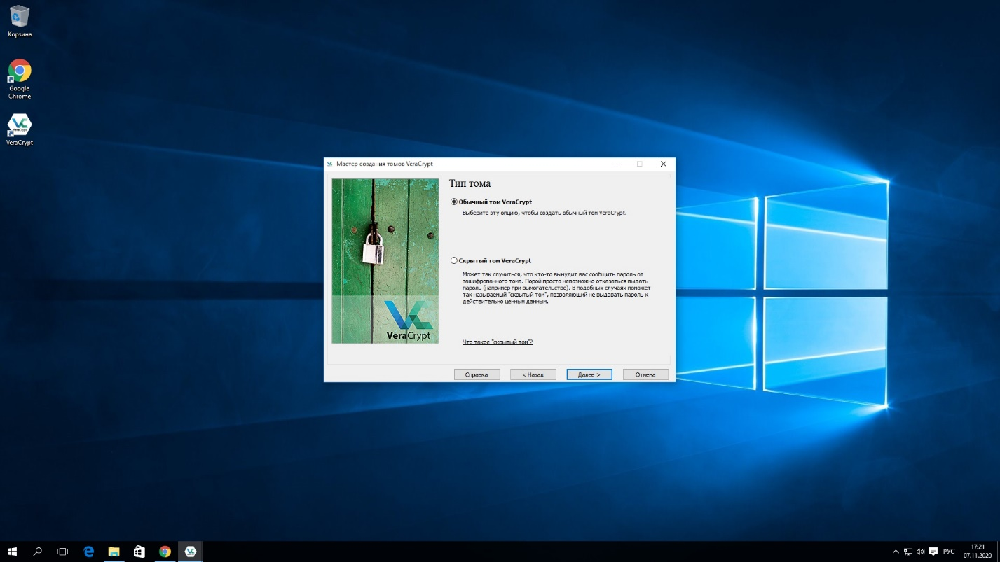 Корзина
Google
Chrome
VeraCrypt
VeraCrypt
Мастер создания томов VeraCrypt
Тип тома
Обычный том VeraCrypt
Выберите эту опцию, чтобы создать обычный том VeraCrypt.
Скрытый том VeraCrypt
Может так случиться, что кто-то вынудит вас сообщить пароль от
зашифрованного тома. Порой просто невозможно отказаться выдать
пароль (например при вымогательстве). В подобных случаях поможет
так называемый "скрытый том", позволяющий не выдавать пароль к
действительно ценным данным.
VeraCrypt
Что такое "скрытый том"?
Справка
< Назад
Далее >
Отмена
РУС
17:21
07.11.2020